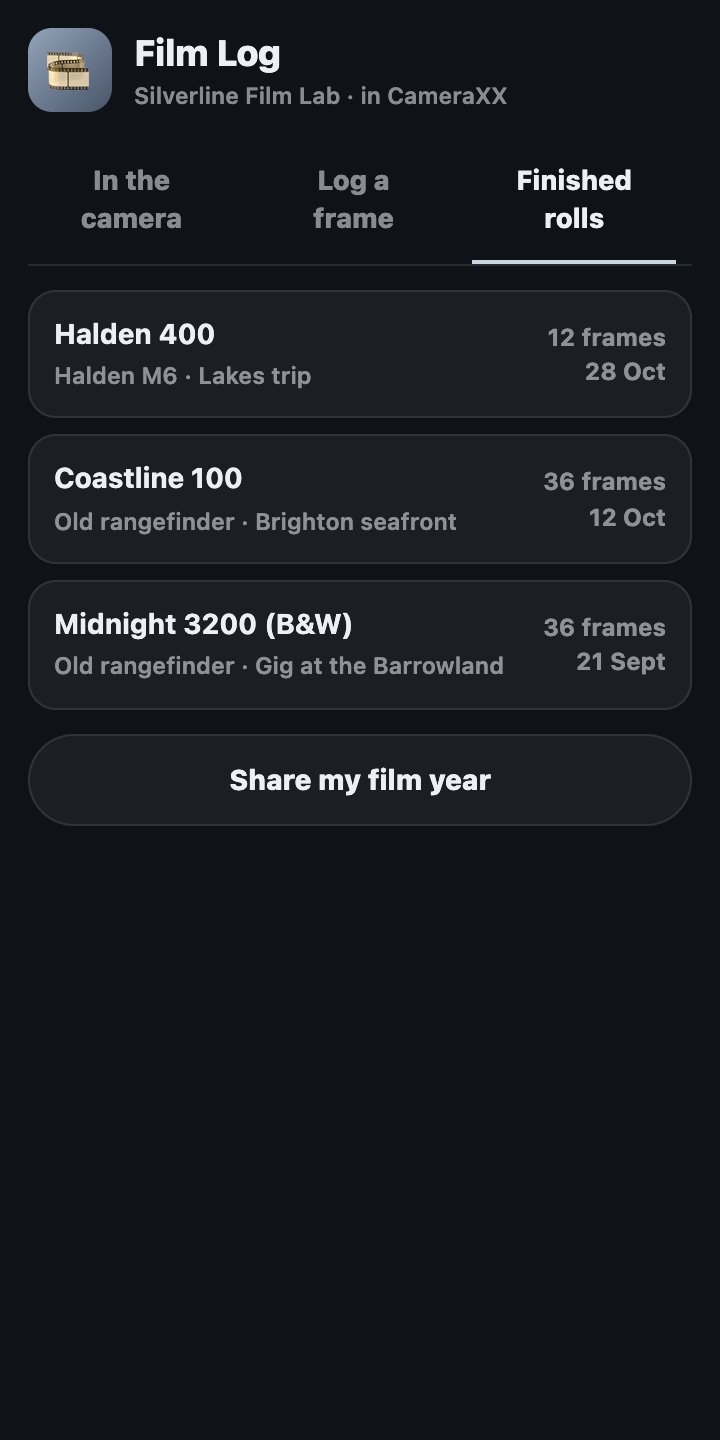 Film Log
Silverline Film Lab · in CameraXX
In the
camera
Log a
frame
Finished
rolls
Halden 400
Halden M6 · Lakes trip
12 frames
28 Oct
Coastline 100
Old rangefinder · Brighton seafront
36 frames
12 Oct
Midnight 3200 (B&W)
Old rangefinder · Gig at the Barrowland
36 frames
21 Sept
Share my film year